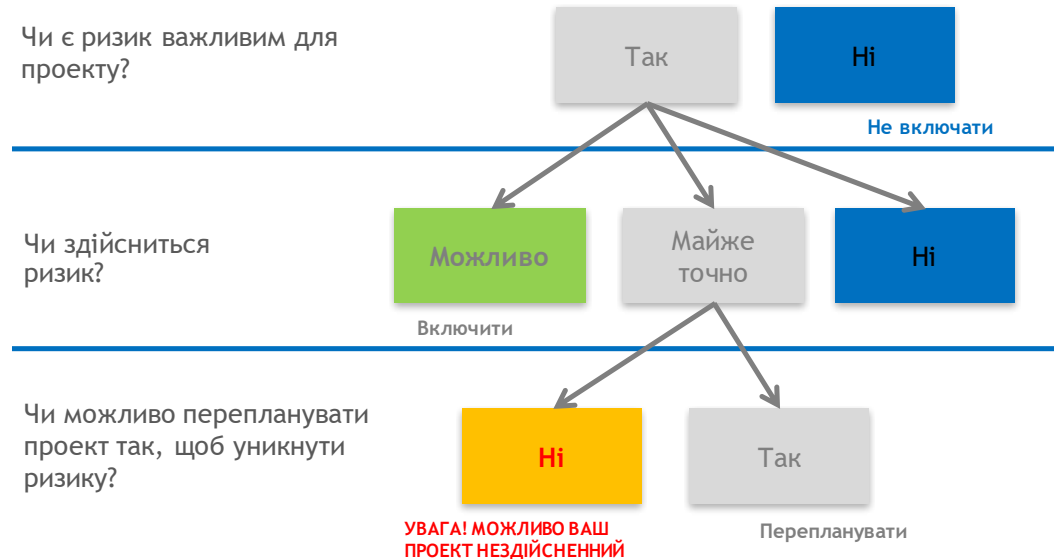 Чи є ризик важливим для
проекту?
Так
Ні
Не включати
Чи здійсниться
ризик?
Можливо
Майже
точно
Ні
Включити
Чи можливо перепланувати
проект так, щоб уникнути
ризику?
Ні
Так
УВАГА! МОЖЛИВО ВАШ
ПРОЕКТ НЕЗДІЙСНЕННИЙ
Перепланувати